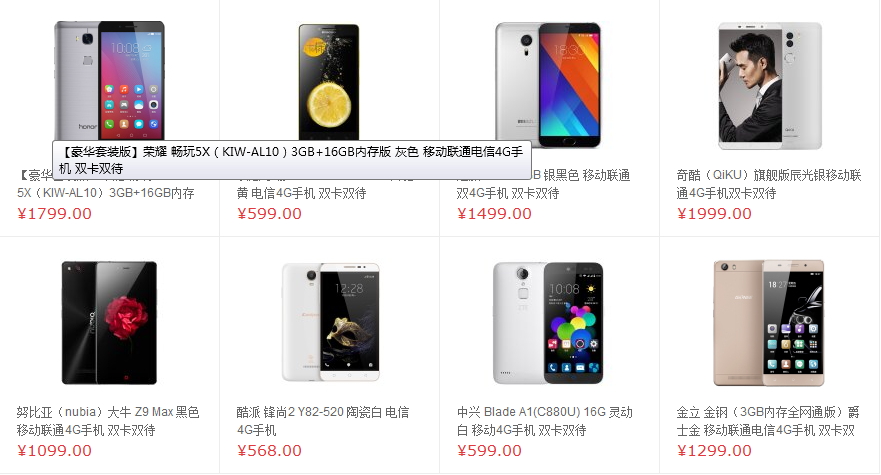 【豪华套装版】荣耀 畅玩5X（KIW-AL10）3GB+16GB内存版 灰色 移动联通电信4G手
机 双卡双待
【豪华
5X（KIW-AL10）3GB+16GB内存
¥1799.00
黄 电信4G手机 双卡双待
¥599.00
银黑色 移动联通
双4G手机 双卡双待
¥1499.00
奇酷（QiKU）旗舰版辰光银移动联
通4G手机 双卡双待
¥1999.00
努比亚（nubia）大牛 Z9 Max 黑色
移动联通4G手机 双卡双待
¥1099.00
酷派 锋尚2 Y82-520 陶瓷白 电信
4G手机
¥568.00
中兴 Blade A1(C880U) 16G 灵动
白 移动4G手机 双卡双待
¥599.00
金立 金钢（3GB内存全网通版）爵
士金 移动联通电信4G手机 双卡双
¥1299.00
honor
10:08
18:30
12:28
10:08
18:27